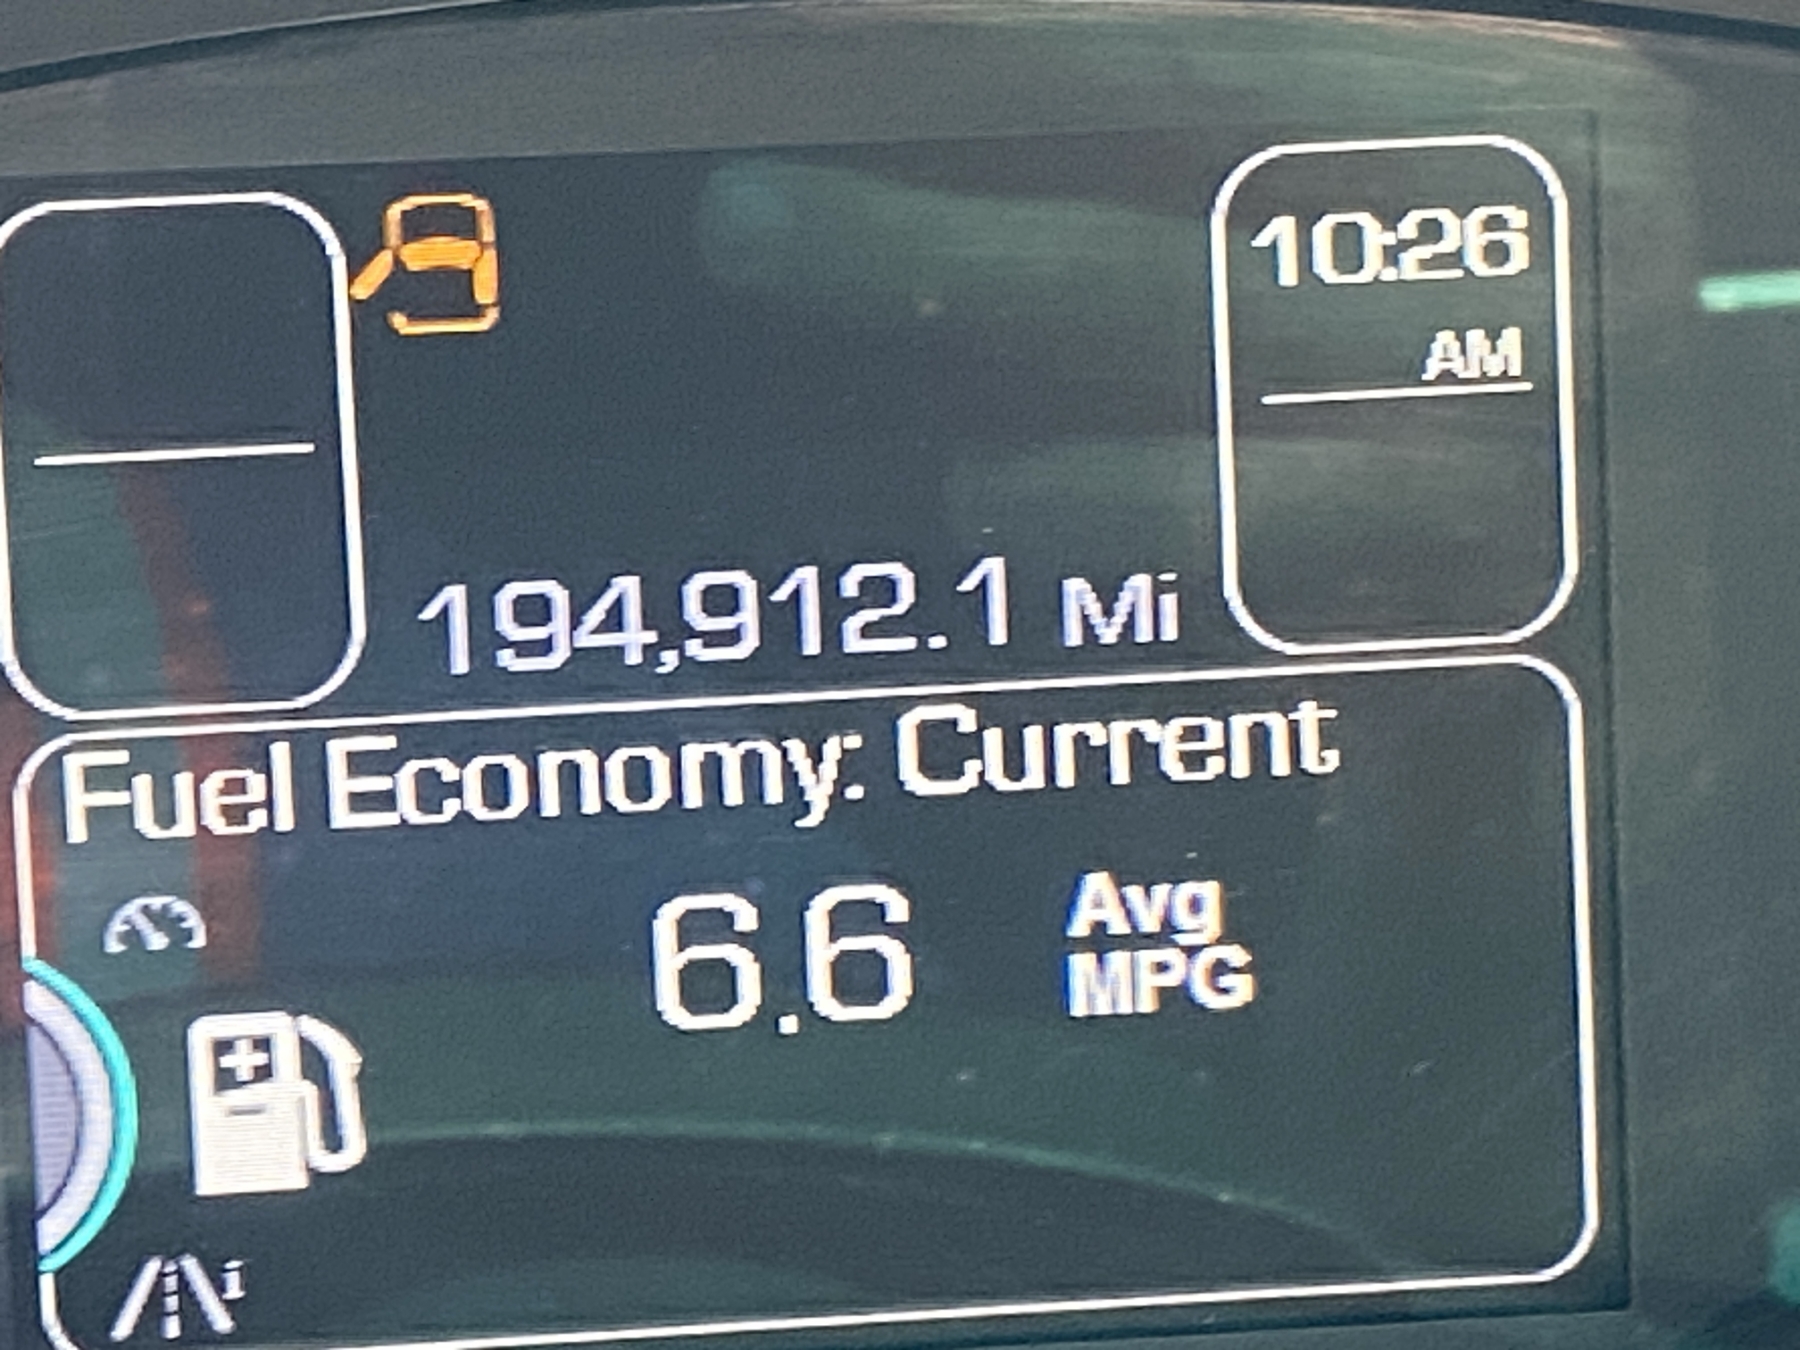 10:26
AM
194,912.1 Mi
Fuel Economy: Current
6.6 Avg
MPG
i